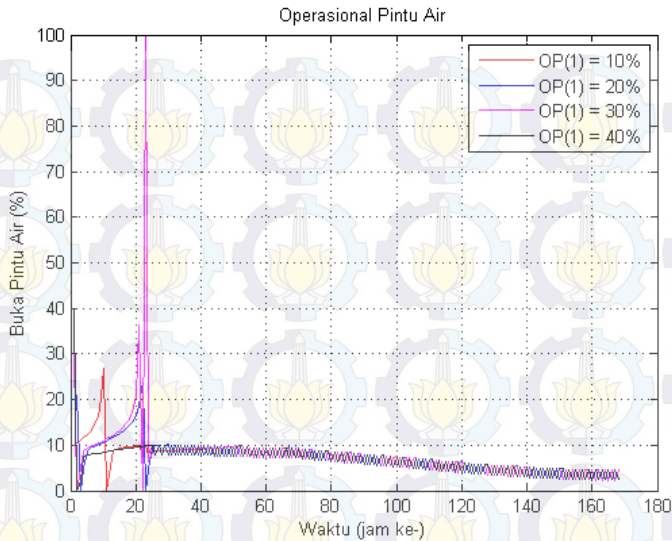 Operasional Pintu Air
OP(1) = 10%
OP(1) = 20%
OP(1) = 30%
OP(1) = 40%
Buka Pintu Air (%)
100
90
80
70
60
50
40
30
20
10
0
0 20 40 60 80 100 120 140 160 180
Waktu (jam ke-)